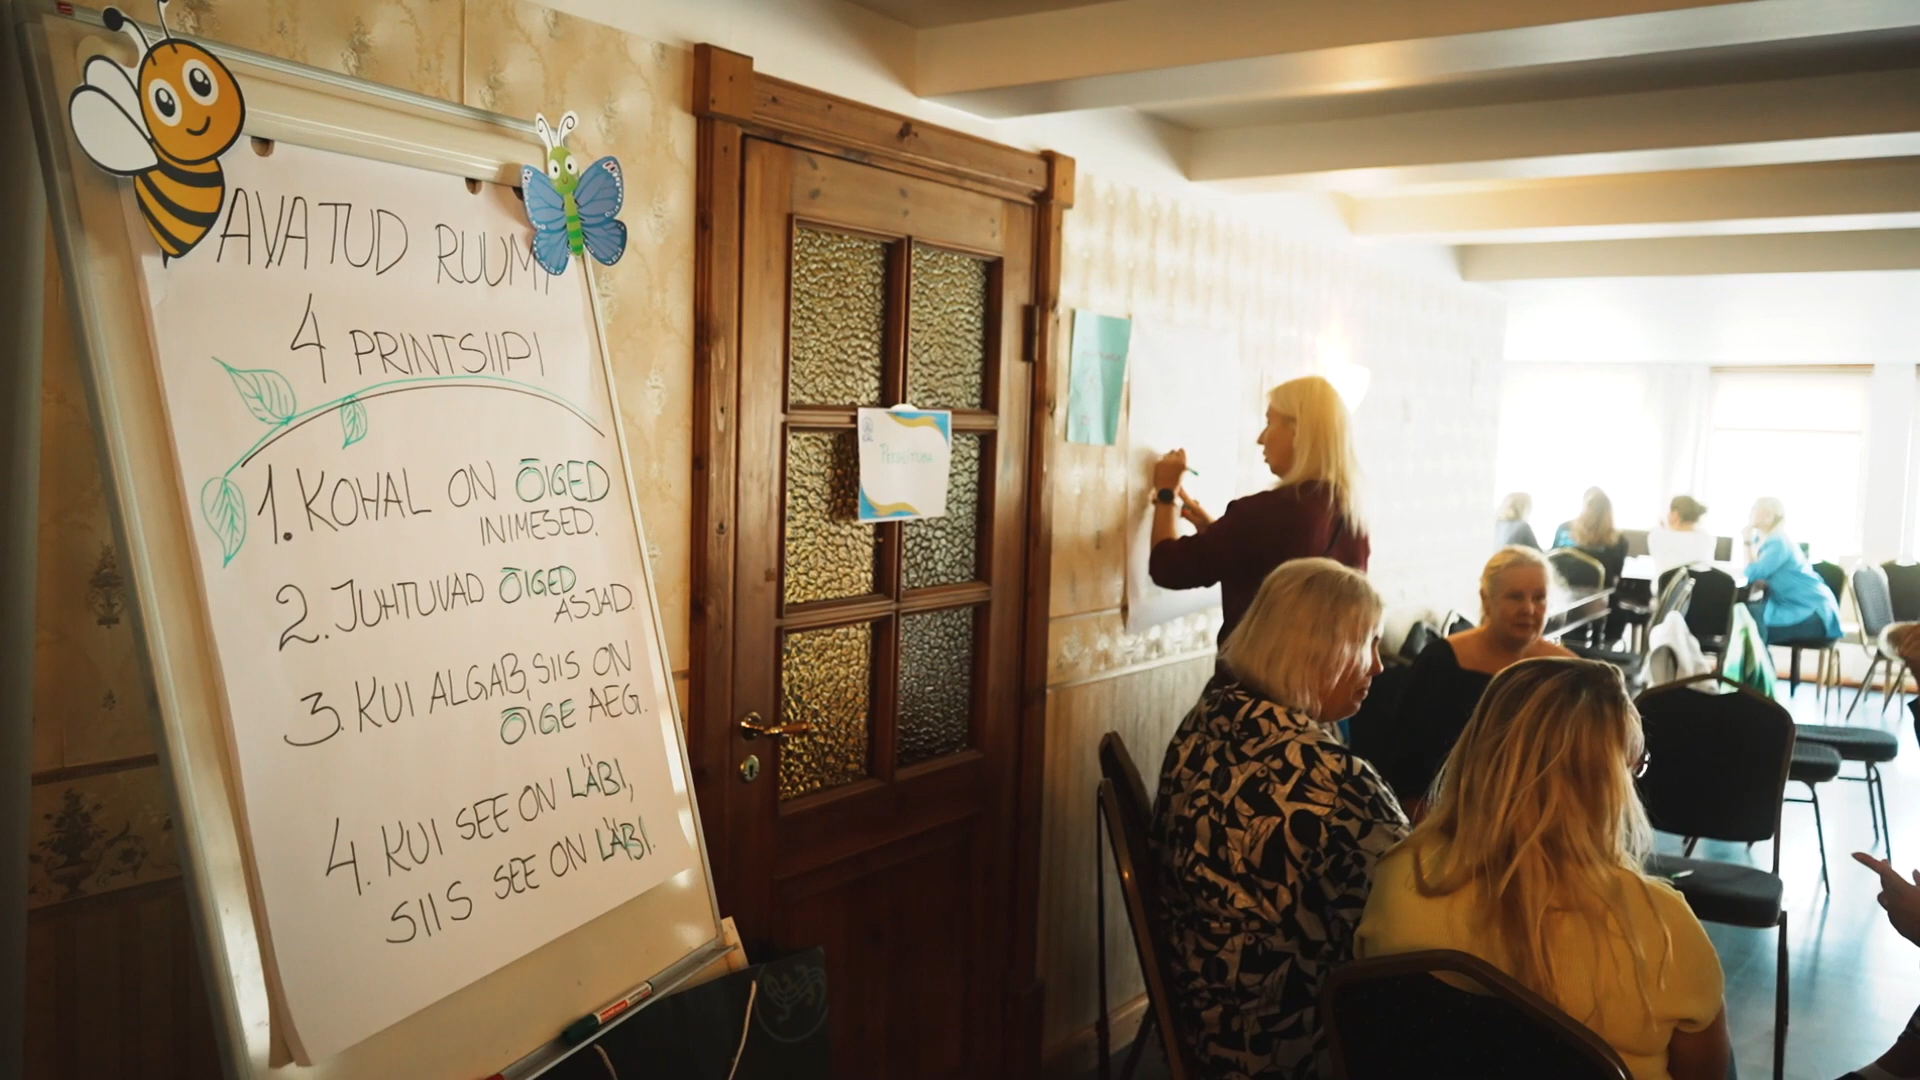 AVATUD RUUMI
4 PRINTSIIPI
1. KOHAL ON ÕIGED
INIMESED.
2. JUHTUVAD ÕIGED
ASJAD.
3. KUI ALGAB, SIIS ON
ÕIGE AEG.
4. KUI SEE ON LÄBI,
SIIS SEE ON LÄBI.